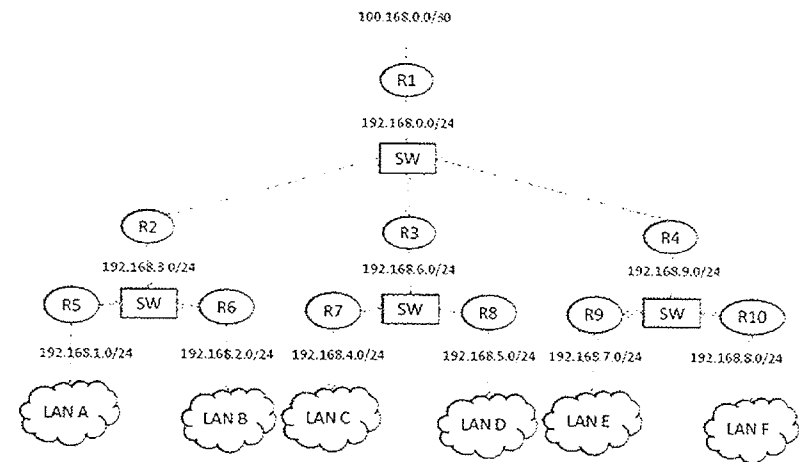 100.168.0.0/30
R1
192.168.0.0/24
SW
R2
R3
R4
192.168.3.0/24
192.168.6.0/24
192.168.9.0/24
R5
SW
R6
R7
SW
R8
R9
SW
R10
192.168.1.0/24
192.168.2.0/24
192.168.4.0/24
192.168.5.0/24
192.168.7.0/24
192.168.8.0/24
LAN A
LAN B
LAN C
LAN D
LAN E
LAN F